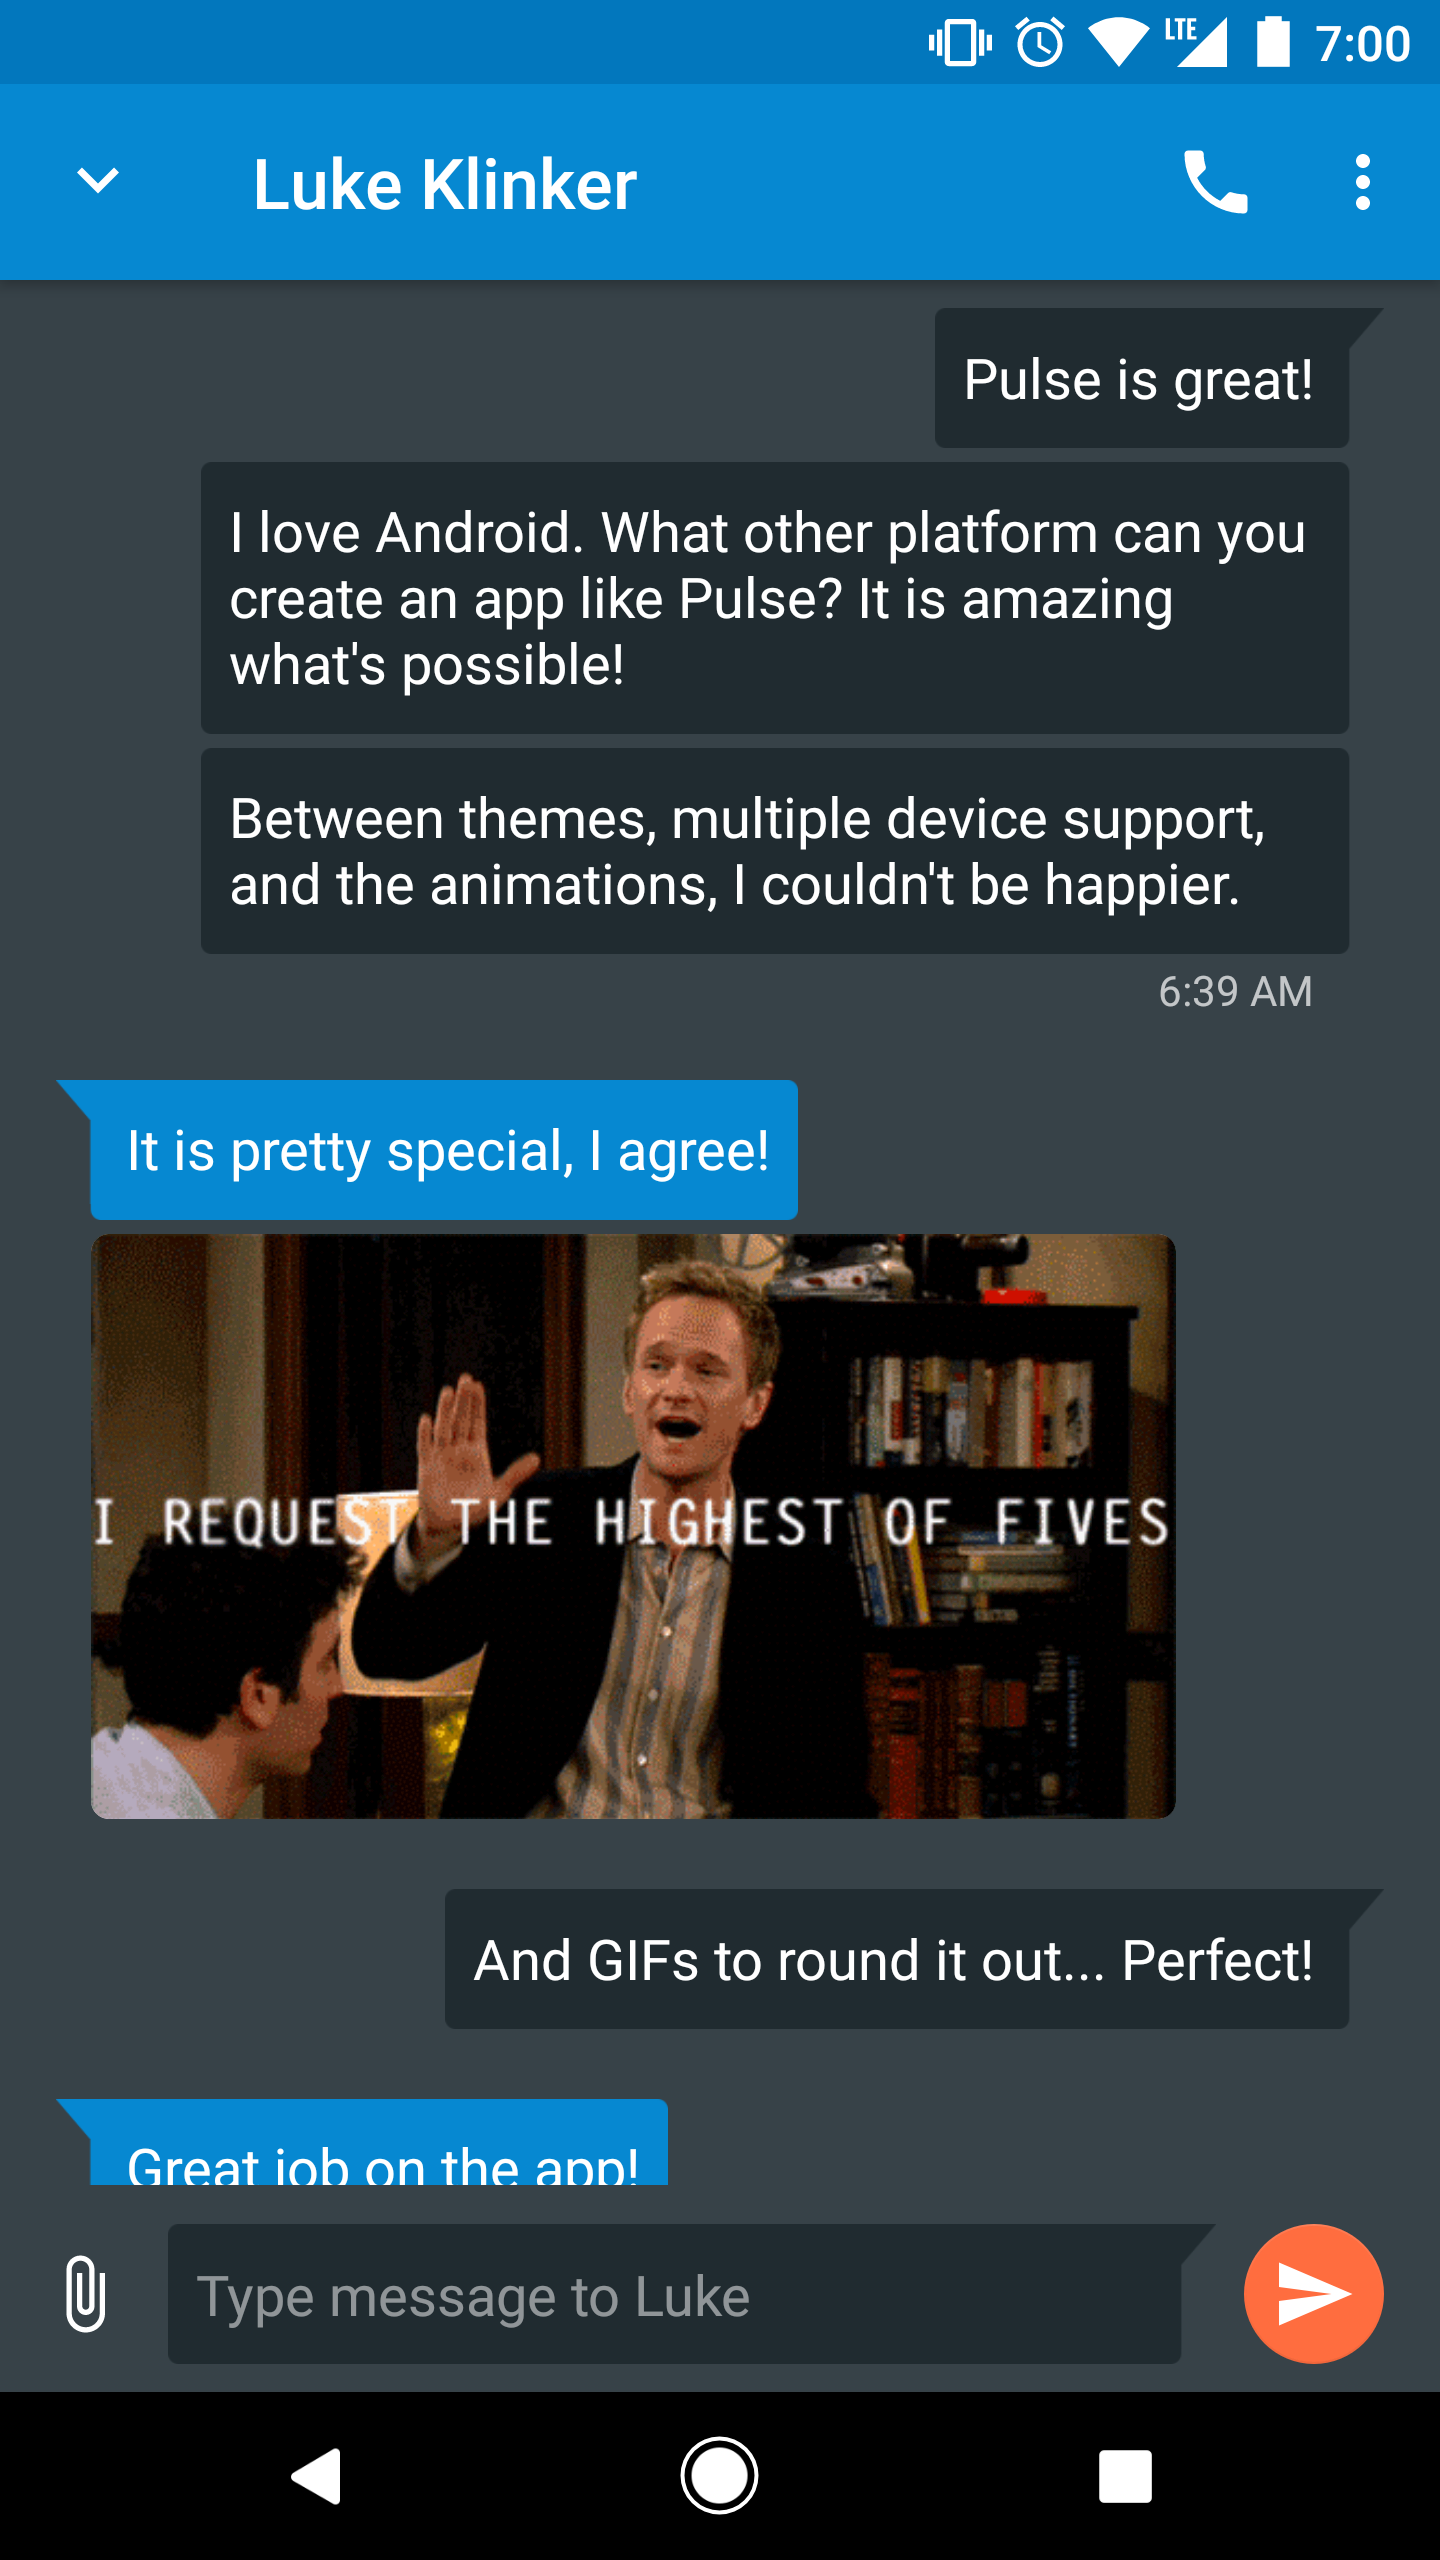 LTE 7:00
Luke Klinker
Pulse is great!
I love Android. What other platform can you
create an app like Pulse? It is amazing
what's possible!
Between themes, multiple device support,
and the animations, I couldn't be happier.
6:39 AM
It is pretty special, I agree!
I REQUEST THE HIGHEST OF FIVES
And GIFs to round it out... Perfect!
Great job on the app!
Type message to Luke